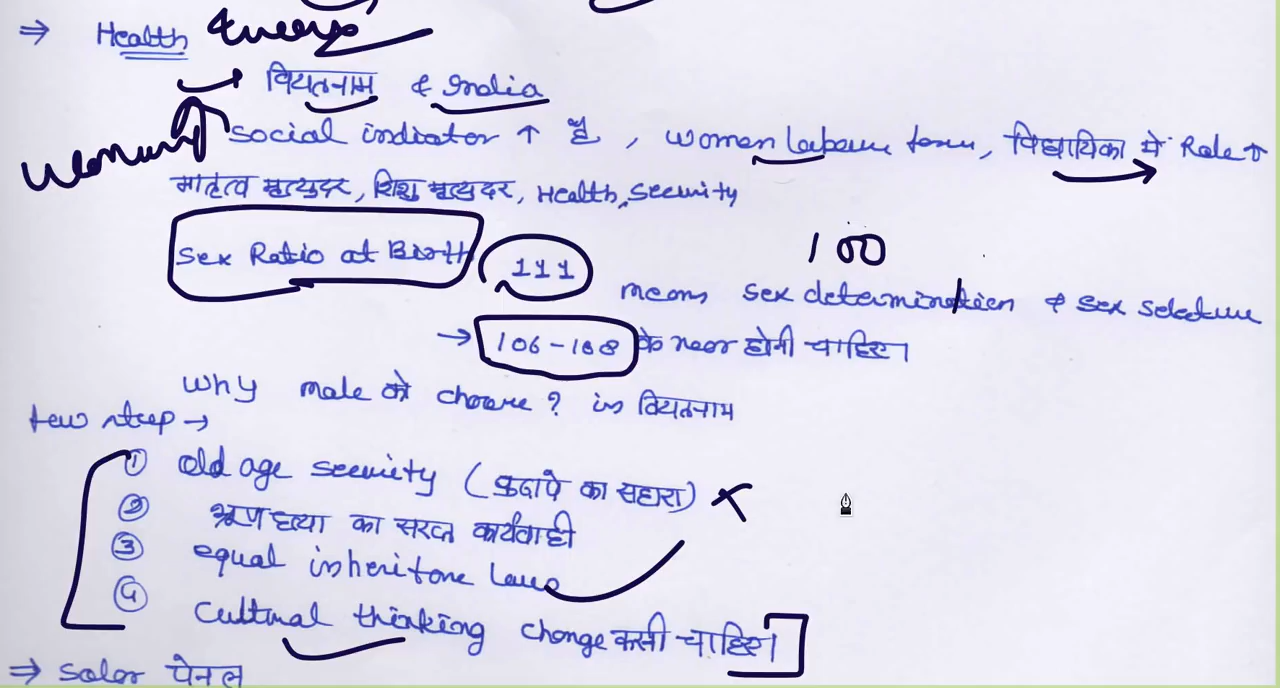 ⇒ Health
→ वियतनाम & India
Women
social indicator ↑ है, women labour force, विधायिका में Role ↑
मातृत्व मृत्युदर, शिशु मृत्युदर, Health, Security
100
Sex Ratio at Birth 111
means sex determination & sex selection
→ 106-108 के near होनी चाहिए।
why male को choose? in वियतनाम
few step →
① old age security (बुढ़ापे का सहारा) ×
② भ्रूण हत्या का सख्त कार्यवाही
③ equal inheritance laws
④ cultural thinking change करनी चाहिए।
⇒ solar पेनल